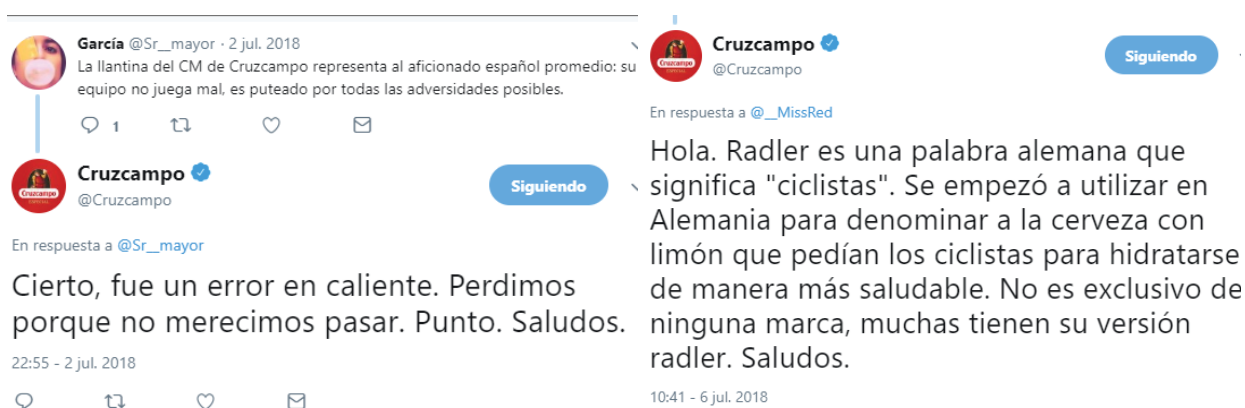 García @Sr__mayor · 2 jul. 2018
La llantina del CM de Cruzcampo representa al aficionado español promedio: su
equipo no juega mal, es puteado por todas las adversidades posibles.
1
Cruzcampo
@Cruzcampo
Siguiendo
En respuesta a @Sr__mayor
Cierto, fue un error en caliente. Perdimos
porque no merecimos pasar. Punto. Saludos.
22:55 - 2 jul. 2018
Cruzcampo
@Cruzcampo
Siguiendo
En respuesta a @__MissRed
Hola. Radler es una palabra alemana que
significa "ciclistas". Se empezó a utilizar en
Alemania para denominar a la cerveza con
limón que pedían los ciclistas para hidratarse
de manera más saludable. No es exclusivo de
ninguna marca, muchas tienen su versión
radler. Saludos.
10:41 - 6 jul. 2018